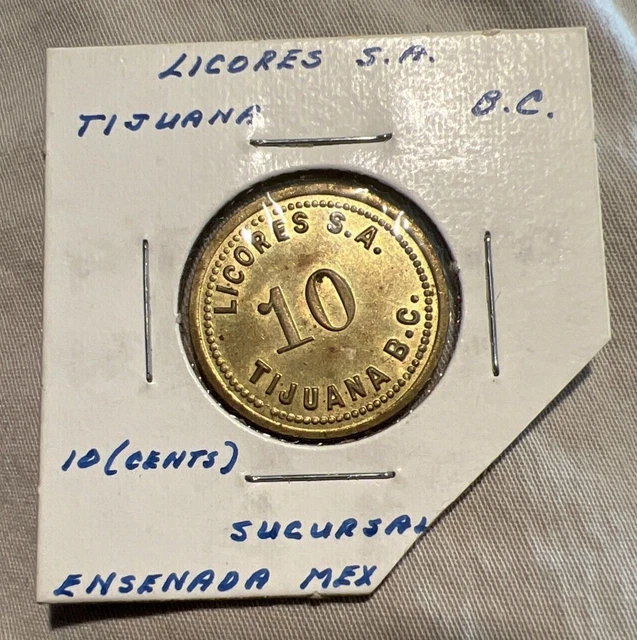 LICORES S.A.
TIJUANA B.C.
LICORES S.A.
10
TIJUANA B.C.
10 (CENTS)
SUCURSAL
ENSENADA MEX